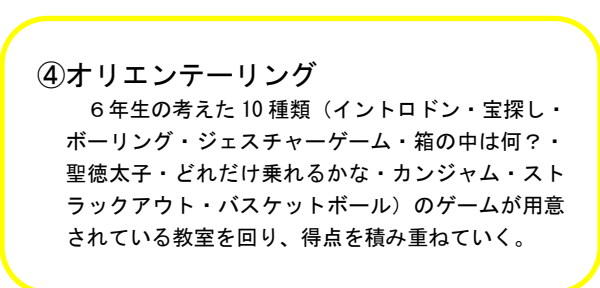 ④オリエンテーリング
６年生の考えた 10 種類（イントロドン・宝探し・
ボーリング・ジェスチャーゲーム・箱の中は何？・
聖徳太子・どれだけ乗れるかな・カンジャム・スト
ラックアウト・バスケットボール）のゲームが用意
されている教室を回り、得点を積み重ねていく。